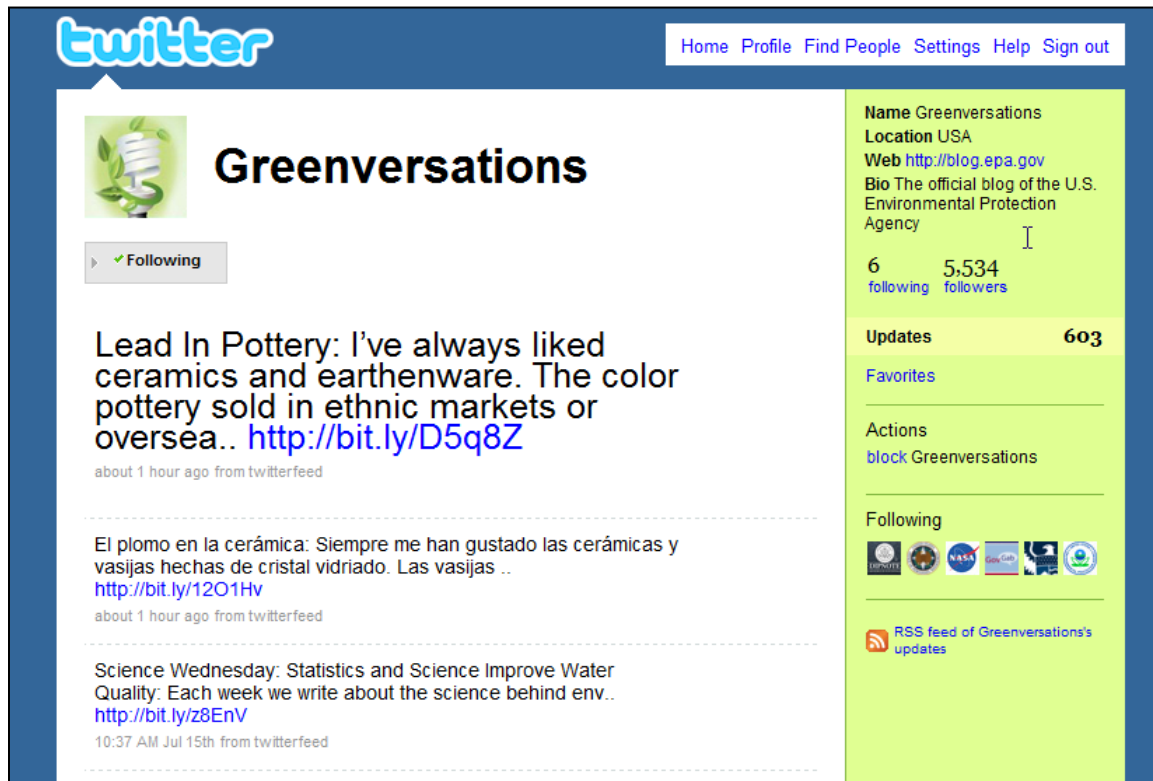 twitter
Home Profile Find People Settings Help Sign out
Greenversations
Following
Lead In Pottery: I've always liked
ceramics and earthenware. The color
pottery sold in ethnic markets or
oversea.. http://bit.ly/D5q8Z
about 1 hour ago from twitterfeed
El plomo en la cerámica: Siempre me han gustado las cerámicas y
vasijas hechas de cristal vidriado. Las vasijas ..
http://bit.ly/12O1Hv
about 1 hour ago from twitterfeed
Science Wednesday: Statistics and Science Improve Water
Quality: Each week we write about the science behind env..
http://bit.ly/z8EnV
10:37 AM Jul 15th from twitterfeed
Name Greenversations
Location USA
Web http://blog.epa.gov
Bio The official blog of the U.S.
Environmental Protection
Agency
6 5,534
following followers
Updates 603
Favorites
Actions
block Greenversations
Following
DIPNOTE
NASA
GovGab
RSS feed of Greenversations's
updates